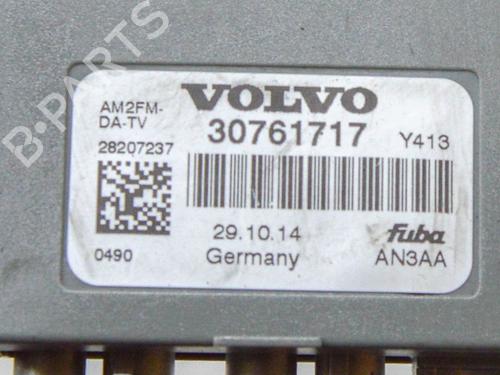 B-PARTS
AM2FM-
DA-TV
VOLVO
30761717
Y413
28207237
0490
29.10.14
Germany
fuba
AN3AA